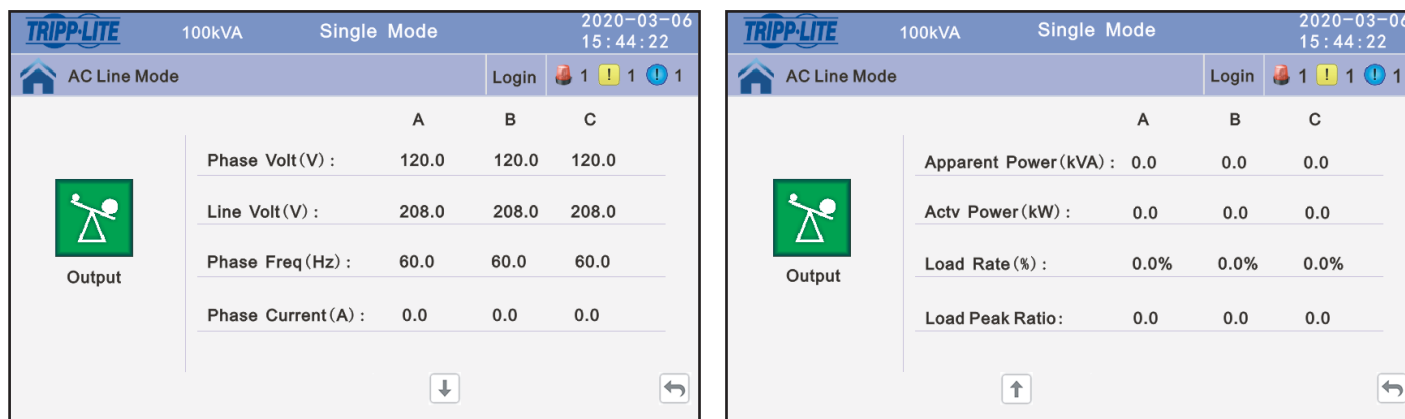 TRIPP·LITE 100kVA Single Mode 2020-03-06
15:44:22
AC Line Mode Login 1 ! 1 ! 1
A B C
Phase Volt(V) : 120.0 120.0 120.0
Line Volt(V) : 208.0 208.0 208.0
Phase Freq(Hz) : 60.0 60.0 60.0
Phase Current(A) : 0.0 0.0 0.0
Output
TRIPP·LITE 100kVA Single Mode 2020-03-06
15:44:22
AC Line Mode Login 1 ! 1 ! 1
A B C
Apparent Power(kVA) : 0.0 0.0 0.0
Actv Power(kW) : 0.0 0.0 0.0
Load Rate(%) : 0.0% 0.0% 0.0%
Load Peak Ratio: 0.0 0.0 0.0
Output